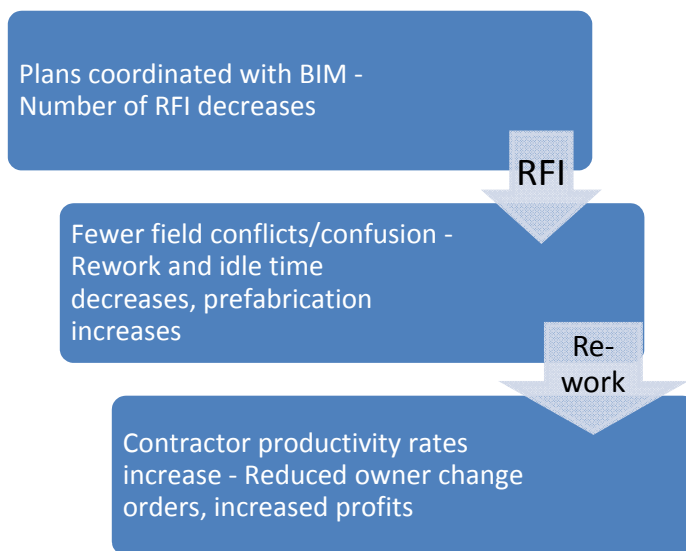 Plans coordinated with BIM -
Number of RFI decreases
RFI
Fewer field conflicts/confusion -
Rework and idle time
decreases, prefabrication
increases
Re-
work
Contractor productivity rates
increase - Reduced owner change
orders, increased profits